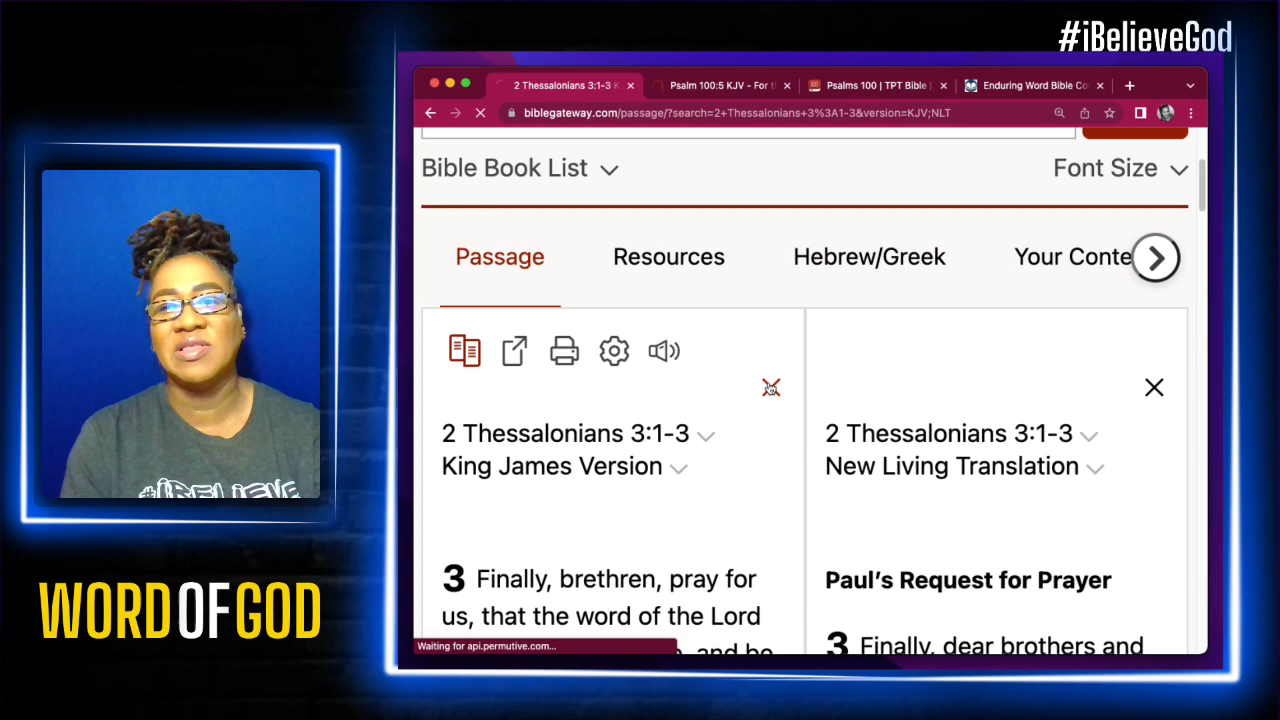 #iBelieveGod
2 Thessalonians 3:1-3 K
Psalm 100:5 KJV - For t
Psalms 100 | TPT Bible |
Enduring Word Bible Co
biblegateway.com/passage/?search=2+Thessalonians+3%3A1-3&version=KJV;NLT
Bible Book List
Font Size
Passage
Resources
Hebrew/Greek
Your Conte
2 Thessalonians 3:1-3
King James Version
3 Finally, brethren, pray for
us, that the word of the Lord
and be
2 Thessalonians 3:1-3
New Living Translation
Paul’s Request for Prayer
3 Finally, dear brothers and
Waiting for api.permutive.com...
#iBELIEVE
WORD OF GOD